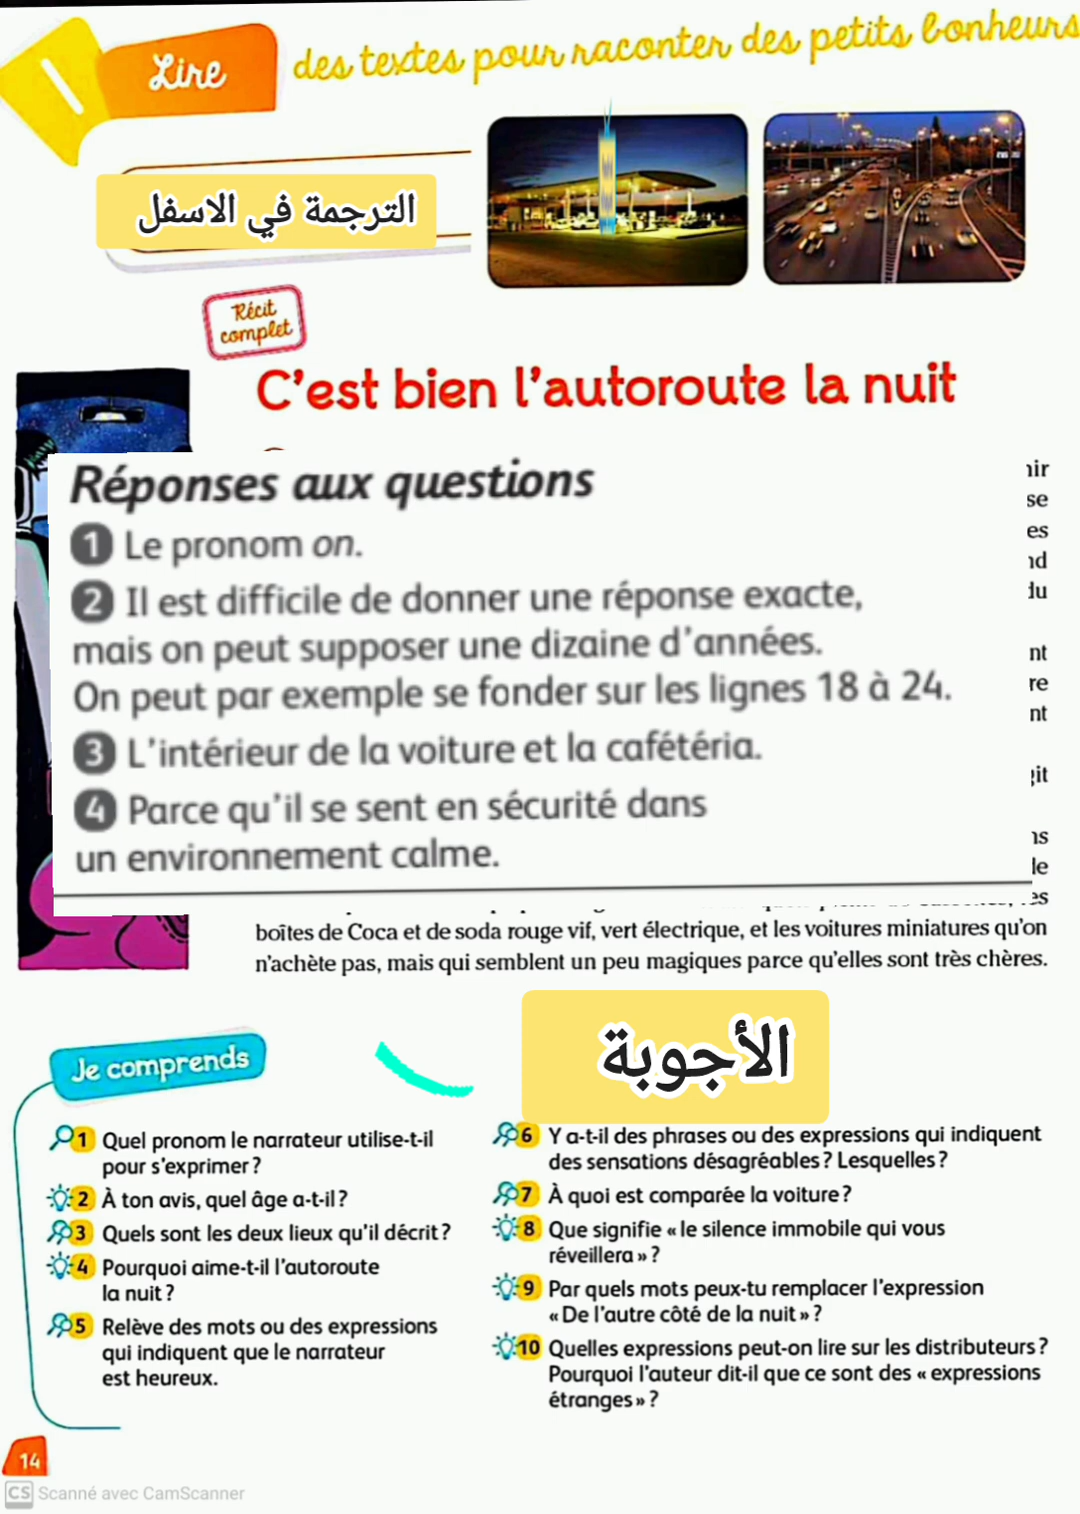 1
Lire
des textes pour raconter des petits bonheurs
الترجمة في الاسفل
Récit
complet
C'est bien l'autoroute la nuit
Réponses aux questions
1 Le pronom on.
2 Il est difficile de donner une réponse exacte,
mais on peut supposer une dizaine d'années.
On peut par exemple se fonder sur les lignes 18 à 24.
3 L'intérieur de la voiture et la cafétéria.
4 Parce qu'il se sent en sécurité dans
un environnement calme.
boîtes de Coca et de soda rouge vif, vert électrique, et les voitures miniatures qu'on
n'achète pas, mais qui semblent un peu magiques parce qu'elles sont très chères.
الأجوبة
Je comprends
1 Quel pronom le narrateur utilise-t-il
pour s'exprimer ?
2 À ton avis, quel âge a-t-il ?
3 Quels sont les deux lieux qu'il décrit ?
4 Pourquoi aime-t-il l'autoroute
la nuit ?
5 Relève des mots ou des expressions
qui indiquent que le narrateur
est heureux.
6 Y a-t-il des phrases ou des expressions qui indiquent
des sensations désagréables ? Lesquelles ?
7 À quoi est comparée la voiture ?
8 Que signifie « le silence immobile qui vous
réveillera » ?
9 Par quels mots peux-tu remplacer l'expression
« De l'autre côté de la nuit » ?
10 Quelles expressions peut-on lire sur les distributeurs ?
Pourquoi l'auteur dit-il que ce sont des « expressions
étranges » ?
14
CS Scanné avec CamScanner